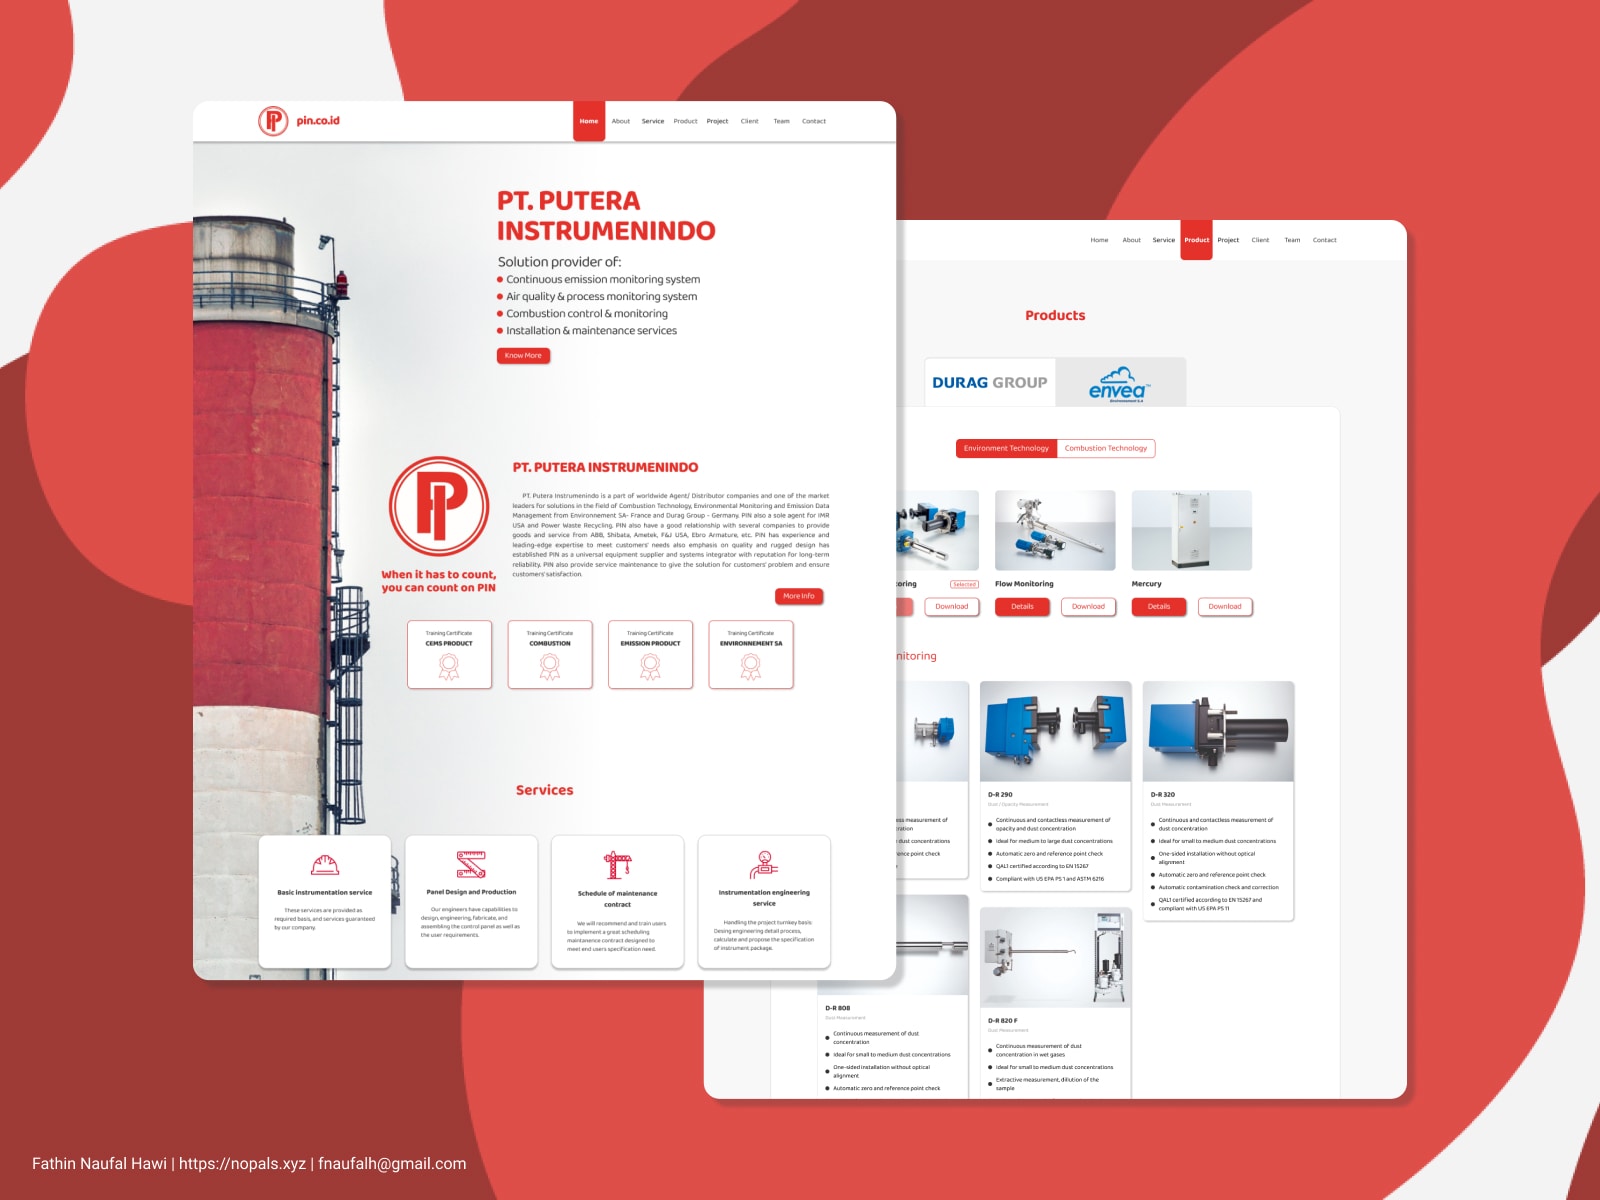 pin.co.id
Home About Service Product Project Client Team Contact
PT. PUTERA
INSTRUMENINDO
Solution provider of:
Continuous emission monitoring system
Air quality & process monitoring system
Combustion control & monitoring
Installation & maintenance services
Know More
When it has to count,
you can count on PIN
PT. PUTERA INSTRUMENINDO
PT. Putera Instrumenindo is a part of worldwide Agent/ Distributor companies and one of the market
leaders for solutions in the Field of Combustion Technology, Environmental Monitoring and Emission Data
Management from Environnement SA- France and Durag Group - Germany. PIN also a sole agent for IMR
USA and Power Waste Recycling. PIN also have a good relationship with several companies to provide
goods and service from ABB, Shibata, Ametek, F&J USA, Ebro Armature, etc. PIN has experience and
leading-edge expertise to meet customers' needs also emphasis on quality and rugged design has
established PIN as a universal equipment supplier and systems integrator with reputation for long-term
reliability. PIN also provide service maintenance to give the solution for customers' problem and ensure
customers' satisfaction.
More Info
Training Certificate
CEMS PRODUCT
Training Certificate
COMBUSTION
Training Certificate
EMISSION PRODUCT
Training Certificate
ENVIRONNEMENT SA
Services
Basic instrumentation service
These services are provided as
required basis, and services guaranteed
by our company.
Panel Design and Production
Our engineers have capabilities to
design, engineering, fabricate, and
assembling the control panel as well as
the user requirements.
Schedule of maintenance
contract
We will recommend and train users
to implement a great scheduling
maintanence contract designed to
meet end users specification need.
Instrumentation engineering
service
Handling the project turnkey basis
Desing engineering detail process,
calculate and propose the specification
of instrument package.
Home About Service Product Project Client Team Contact
Products
DURAG GROUP
envea™
Environnement S.A
Environment Technology Combustion Technology
oring Selected
Download
Flow Monitoring
Details Download
Mercury
Details Download
nitoring
less measurement of
ration
dust concentrations
ence point check
D-R 290
Dust / Opacity Measurement
Continuous and contactless measurement of
opacity and dust concentration
Ideal for medium to large dust concentrations
Automatic zero and reference point check
QAL1 certified according to EN 15267
Compliant with US EPA PS 1 and ASTM 6216
D-R 320
Dust Measurement
Continuous and contactless measurement of
dust concentration
Ideal for small to medium dust concentrations
One-sided installation without optical
alignment
Automatic zero and reference point check
Automatic contamination check and correction
QAL1 certified according to EN 15267 and
compliant with US EPA PS 11
D-R 808
Dust Measurement
Continuous measurement of dust
concentration
Ideal for small to medium dust concentrations
One-sided installation without optical
alignment
Automatic zero and reference point check
D-R 820 F
Dust Measurement
Continuous measurement of dust
concentration in wet gases
Ideal for small to medium dust concentrations
Extractive measurement, dillution of the
sample
Fathin Naufal Hawi | https://nopals.xyz | fnaufalh@gmail.com